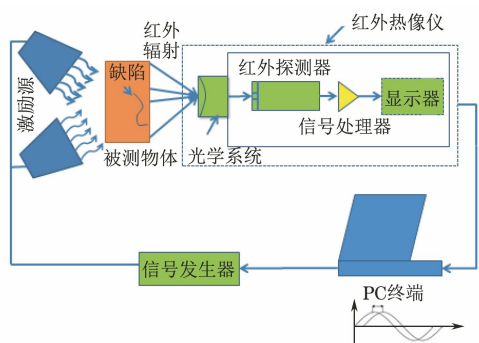 红外热像仪
红外
辐射
激励源
缺陷
红外探测器
显示器
信号处理器
被测物体
光学系统
信号发生器
PC终端